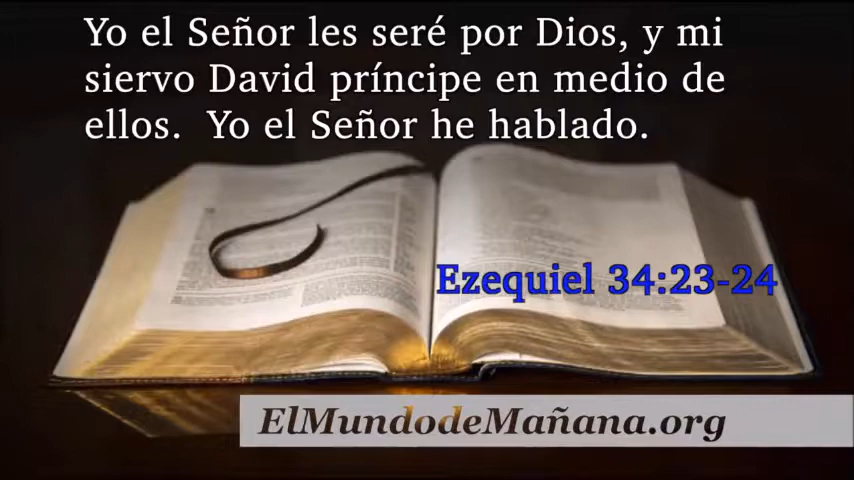 Yo el Señor les seré por Dios, y mi
siervo David príncipe en medio de
ellos.  Yo el Señor he hablado.
Ezequiel 34:23-24
ElMundodeMañana.org